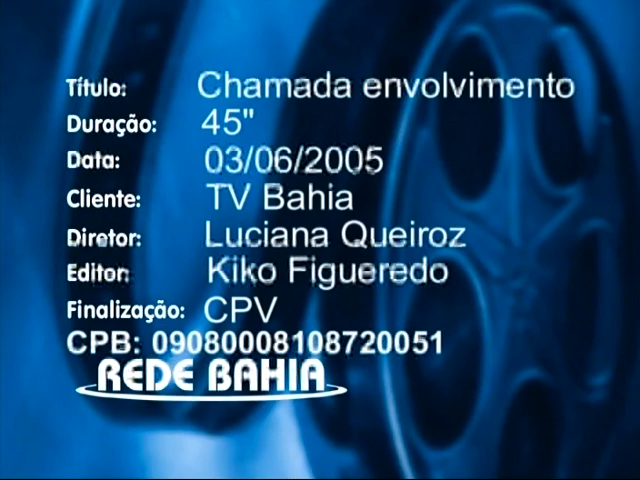 Título: Chamada envolvimento
Duração: 45"
Data: 03/06/2005
Cliente: TV Bahia
Diretor: Luciana Queiroz
Editor: Kiko Figueredo
Finalização: CPV
CPB: 09080008108720051
REDE BAHIA